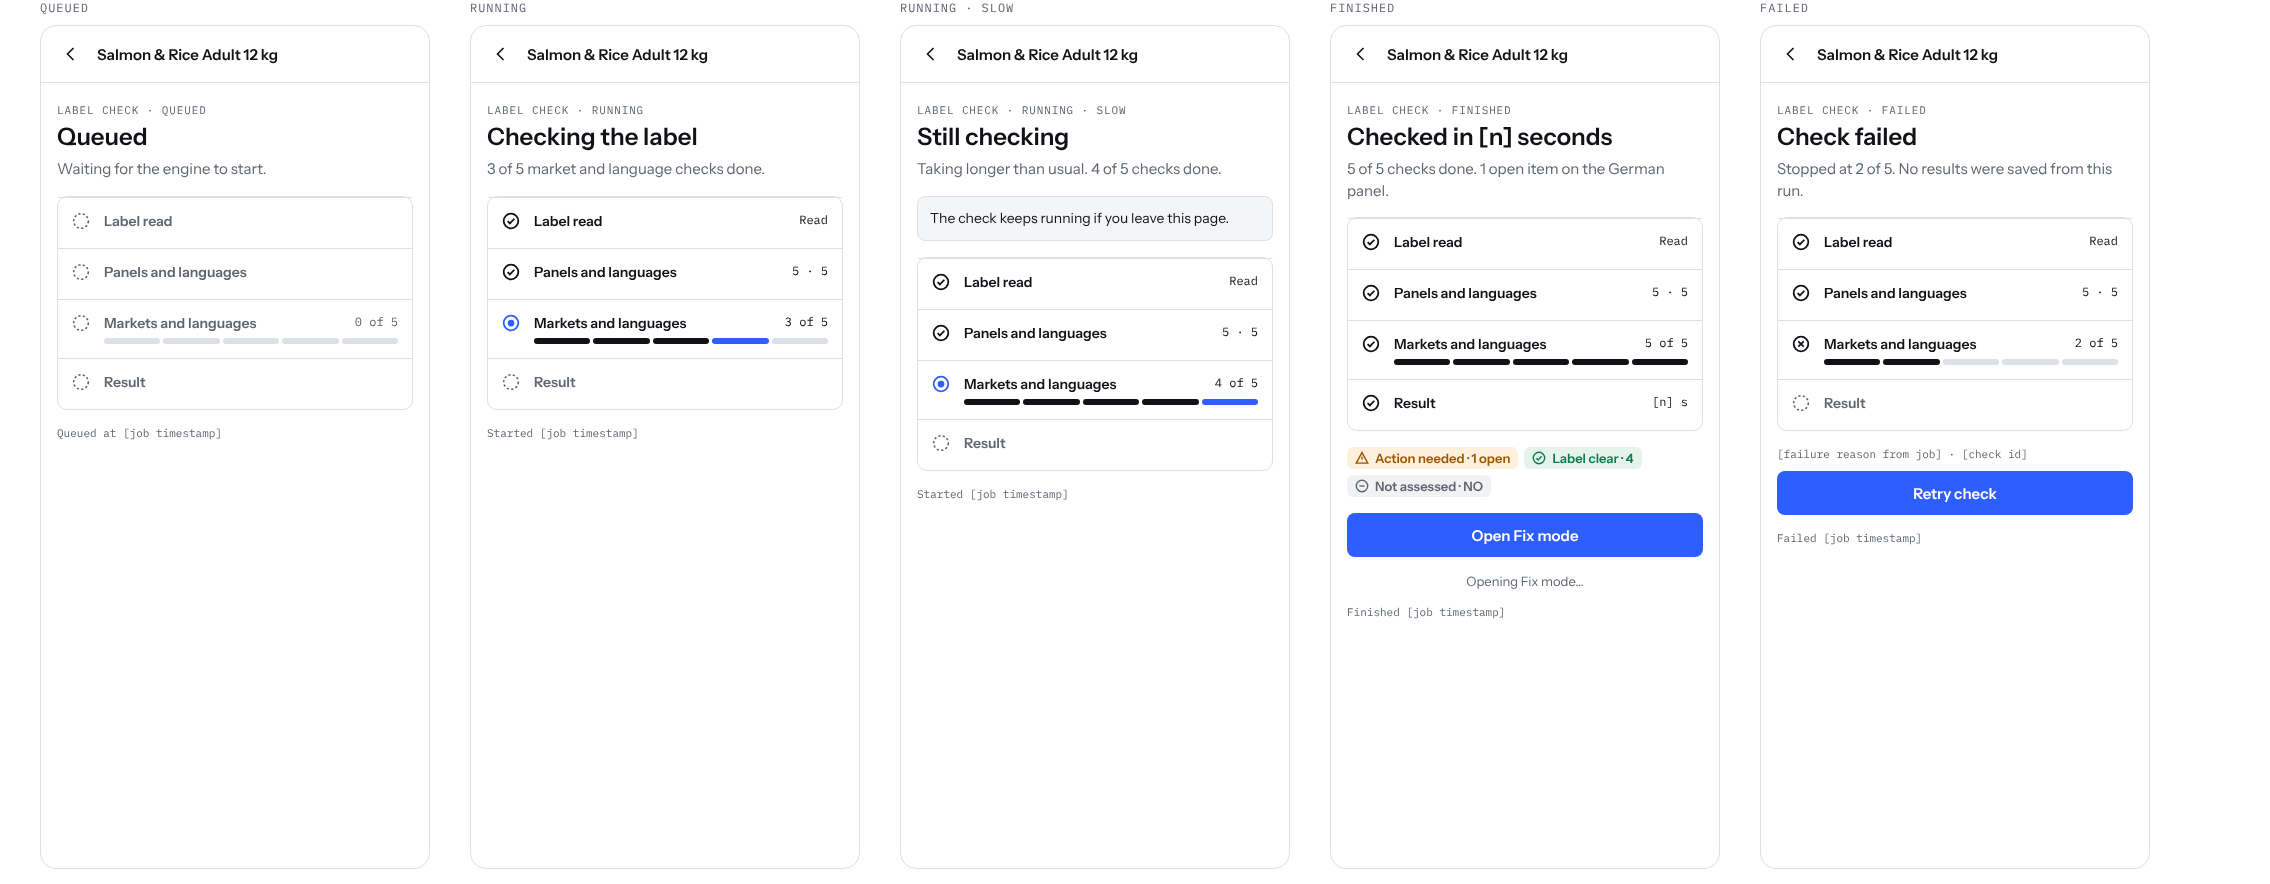 QUEUED
Salmon & Rice Adult 12 kg
LABEL CHECK · QUEUED
Queued
Waiting for the engine to start.
Label read
Panels and languages
Markets and languages 0 of 5
Result
Queued at [job timestamp]
RUNNING
Salmon & Rice Adult 12 kg
LABEL CHECK · RUNNING
Checking the label
3 of 5 market and language checks done.
Label read Read
Panels and languages 5 · 5
Markets and languages 3 of 5
Result
Started [job timestamp]
RUNNING · SLOW
Salmon & Rice Adult 12 kg
LABEL CHECK · RUNNING · SLOW
Still checking
Taking longer than usual. 4 of 5 checks done.
The check keeps running if you leave this page.
Label read Read
Panels and languages 5 · 5
Markets and languages 4 of 5
Result
Started [job timestamp]
FINISHED
Salmon & Rice Adult 12 kg
LABEL CHECK · FINISHED
Checked in [n] seconds
5 of 5 checks done. 1 open item on the German
panel.
Label read Read
Panels and languages 5 · 5
Markets and languages 5 of 5
Result [n] s
Action needed · 1 open Label clear · 4
Not assessed · NO
Open Fix mode
Opening Fix mode…
Finished [job timestamp]
FAILED
Salmon & Rice Adult 12 kg
LABEL CHECK · FAILED
Check failed
Stopped at 2 of 5. No results were saved from this
run.
Label read Read
Panels and languages 5 · 5
Markets and languages 2 of 5
Result
[failure reason from job] · [check id]
Retry check
Failed [job timestamp]